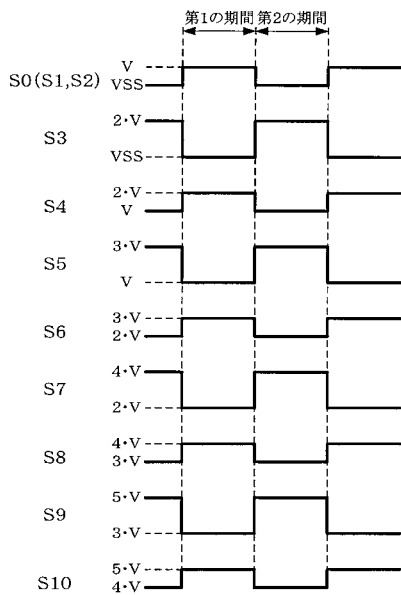 第1の期間 第2の期間
S0(S1,S2) V
VSS
S3 2・V
VSS
S4 2・V
V
S5 3・V
V
S6 3・V
2・V
S7 4・V
2・V
S8 4・V
3・V
S9 5・V
3・V
S10 5・V
4・V